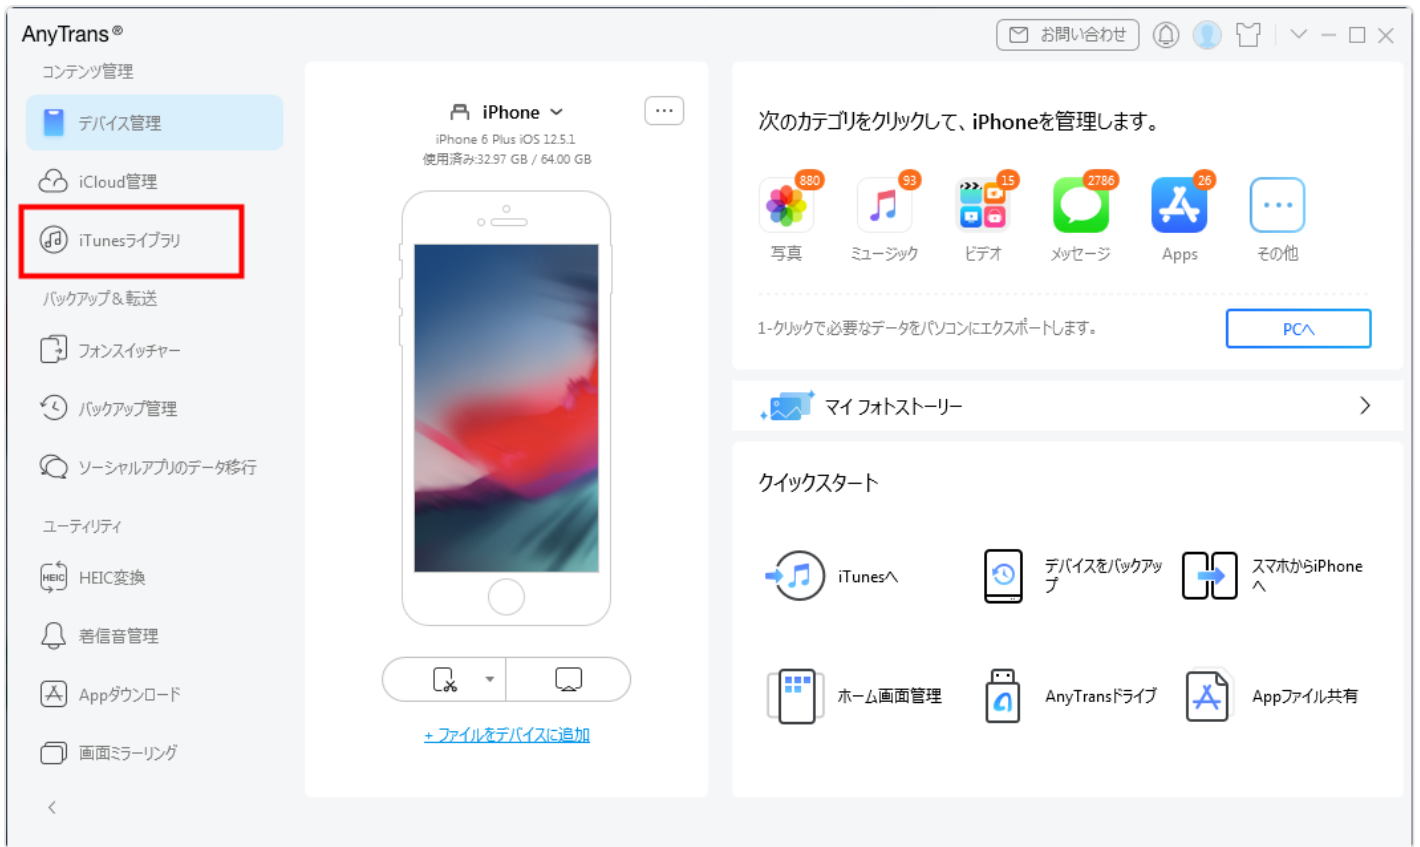 AnyTrans®
お問い合わせ
コンテンツ管理
デバイス管理
iCloud管理
iTunesライブラリ
バックアップ&転送
フォンスイッチャー
バックアップ管理
ソーシャルアプリのデータ移行
ユーティリティ
HEIC
HEIC変換
着信音管理
Appダウンロード
画面ミラーリング
iPhone
iPhone 6 Plus iOS 12.5.1
使用済み:32.97 GB / 64.00 GB
+ ファイルをデバイスに追加
次のカテゴリをクリックして、iPhoneを管理します。
880
93
15
2786
26
写真
ミュージック
ビデオ
メッセージ
Apps
その他
1-クリックで必要なデータをパソコンにエクスポートします。
PCへ
マイ フォトストーリー
クイックスタート
iTunesへ
デバイスをバックアッ
プ
スマホからiPhone
へ
ホーム画面管理
AnyTransドライブ
Appファイル共有